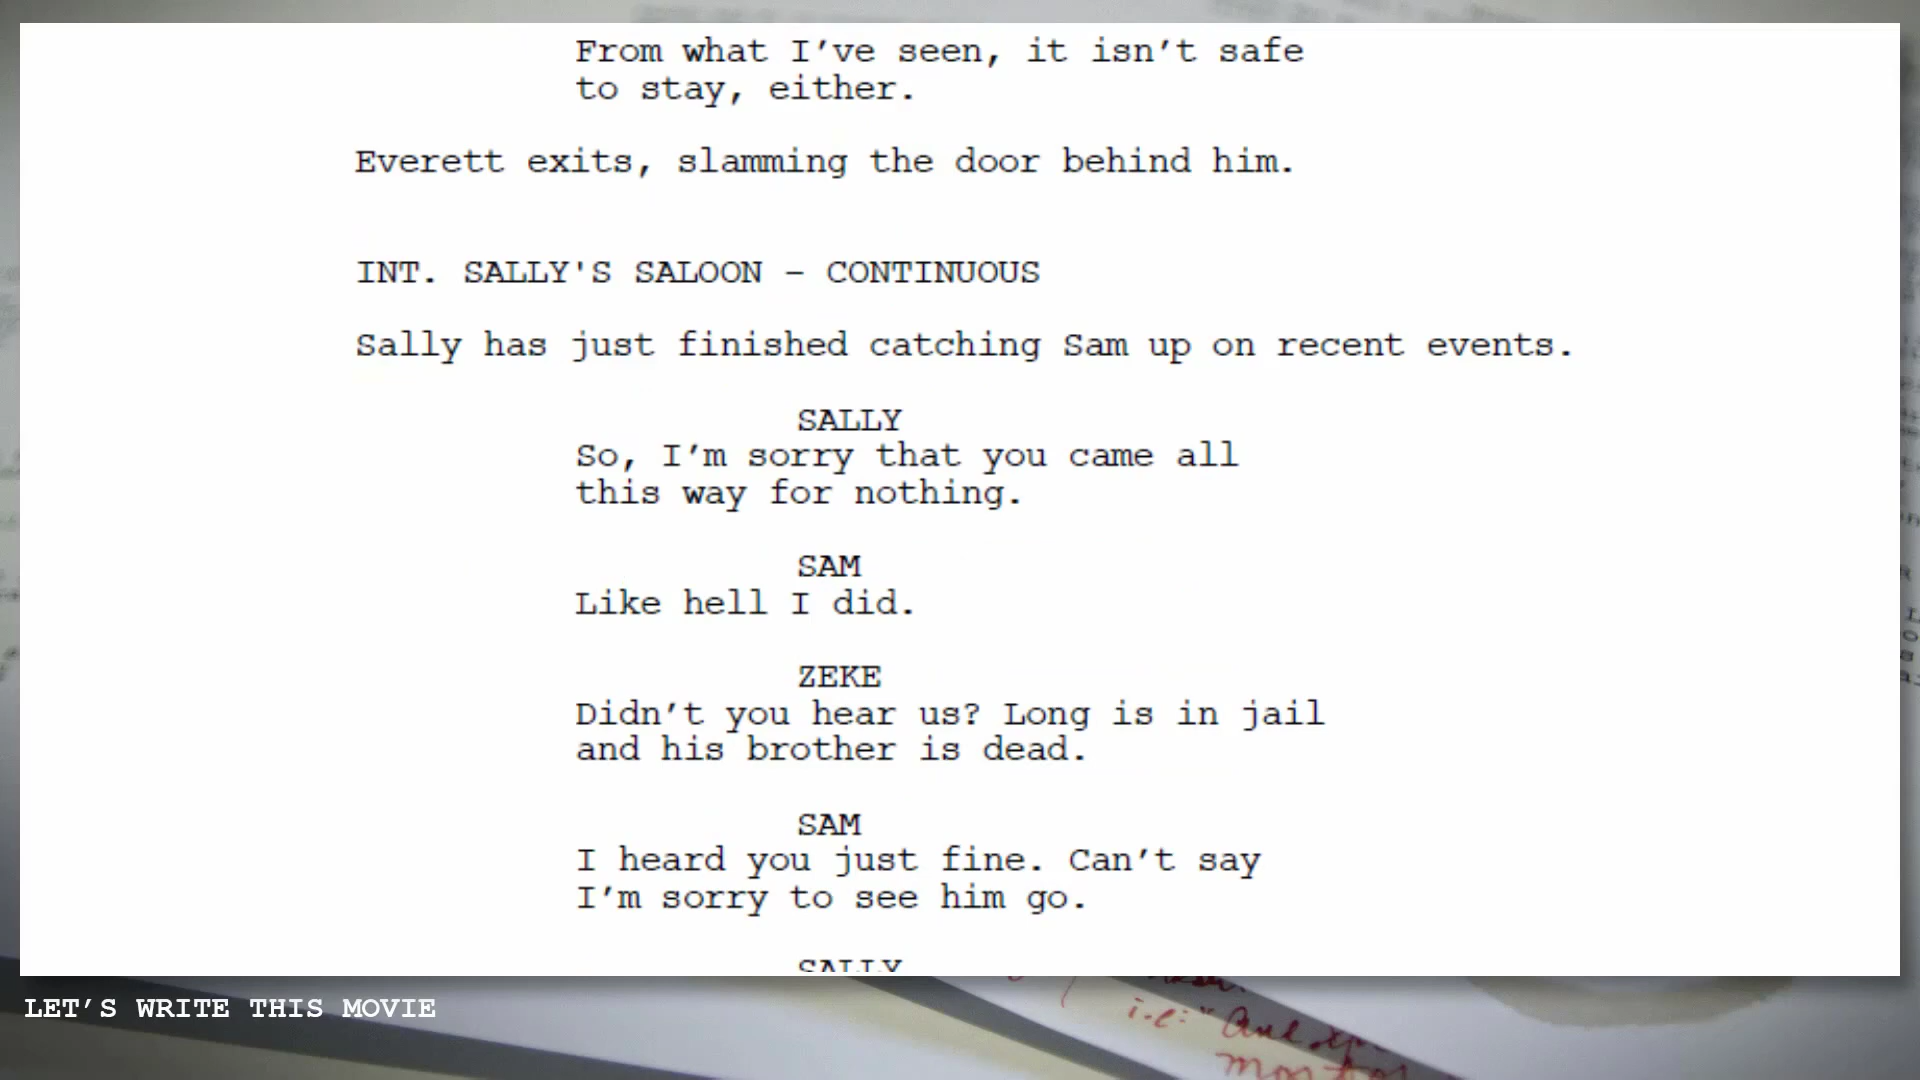 From what I’ve seen, it isn’t safe
to stay, either.
Everett exits, slamming the door behind him.
INT. SALLY'S SALOON – CONTINUOUS
Sally has just finished catching Sam up on recent events.
SALLY
So, I’m sorry that you came all
this way for nothing.
SAM
Like hell I did.
ZEKE
Didn’t you hear us? Long is in jail
and his brother is dead.
SAM
I heard you just fine. Can’t say
I’m sorry to see him go.
SALLY
LET’S WRITE THIS MOVIE
i.e: